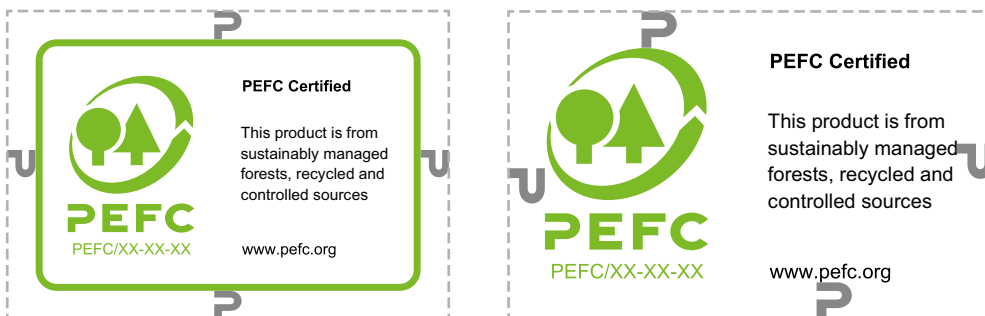 P
PEFC Certified
This product is from
sustainably managed
forests, recycled and
controlled sources
P
P
PEFC
PEFC/XX-XX-XX
www.pefc.org
P
P
PEFC Certified
This product is from
sustainably managed
forests, recycled and
controlled sources
P
P
PEFC
PEFC/XX-XX-XX
www.pefc.org
P